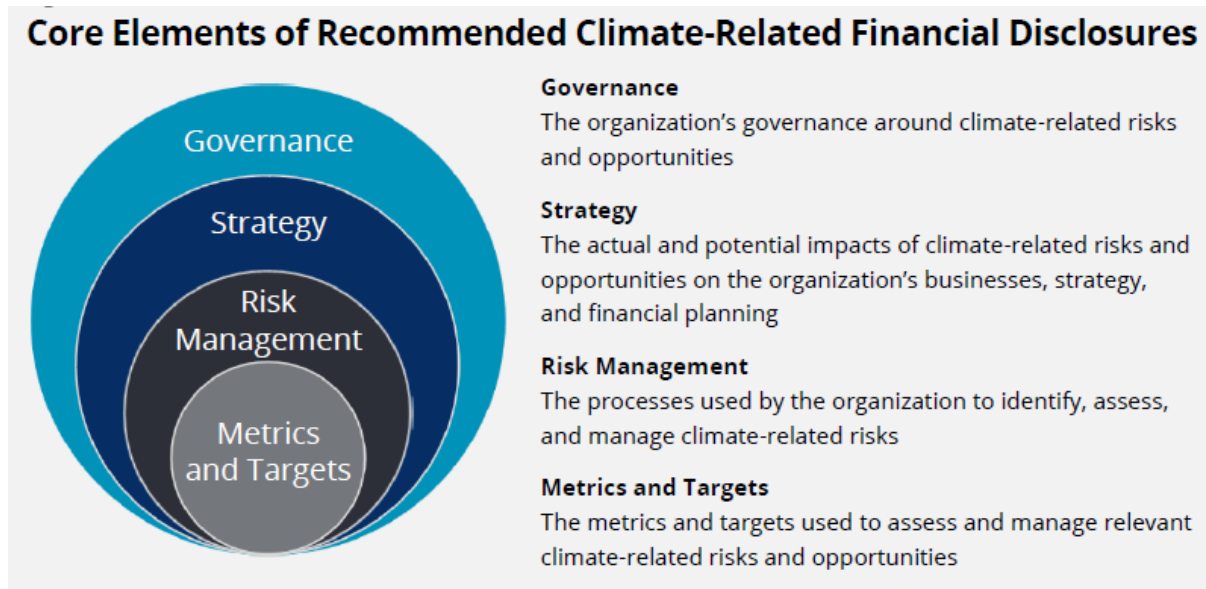 Core Elements of Recommended Climate-Related Financial Disclosures
Governance
Strategy
Risk
Management
Metrics
and Targets
Governance
The organization’s governance around climate-related risks
and opportunities
Strategy
The actual and potential impacts of climate-related risks and
opportunities on the organization’s businesses, strategy,
and financial planning
Risk Management
The processes used by the organization to identify, assess,
and manage climate-related risks
Metrics and Targets
The metrics and targets used to assess and manage relevant
climate-related risks and opportunities